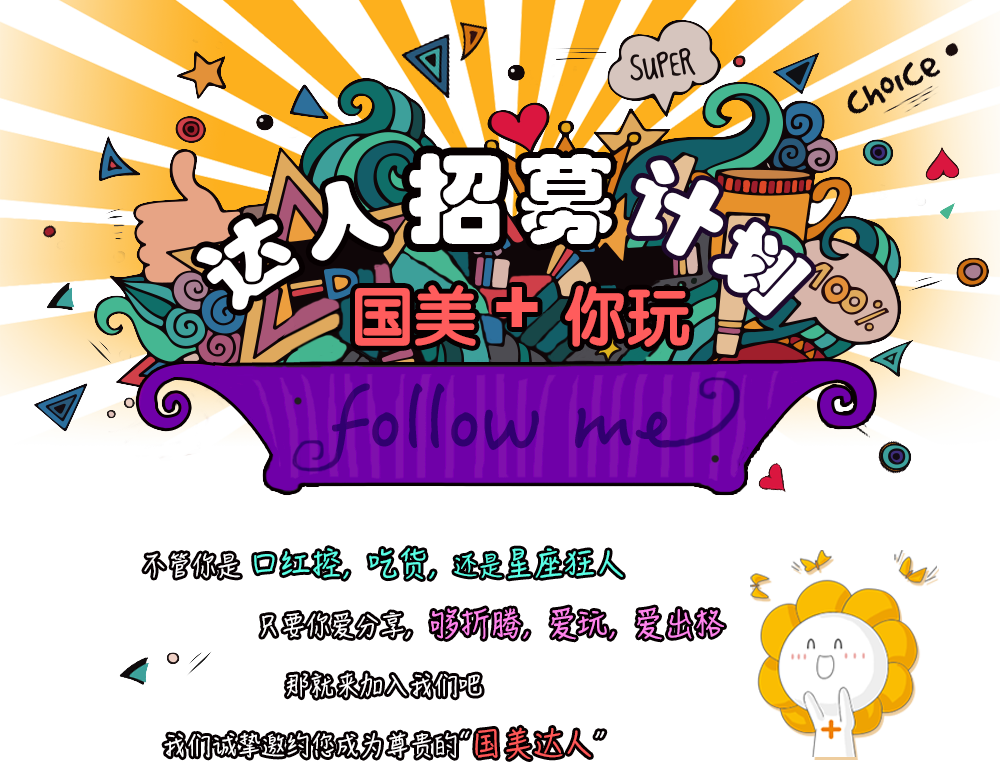 SUPER
CHOICE
达人招募计划
100%
国美+你玩
follow me
不管你是 口红控, 吃货, 还是星座狂人
只要你爱分享, 够折腾, 爱玩, 爱出格
那就来加入我们吧
我们诚挚邀约您成为尊贵的“国美达人”